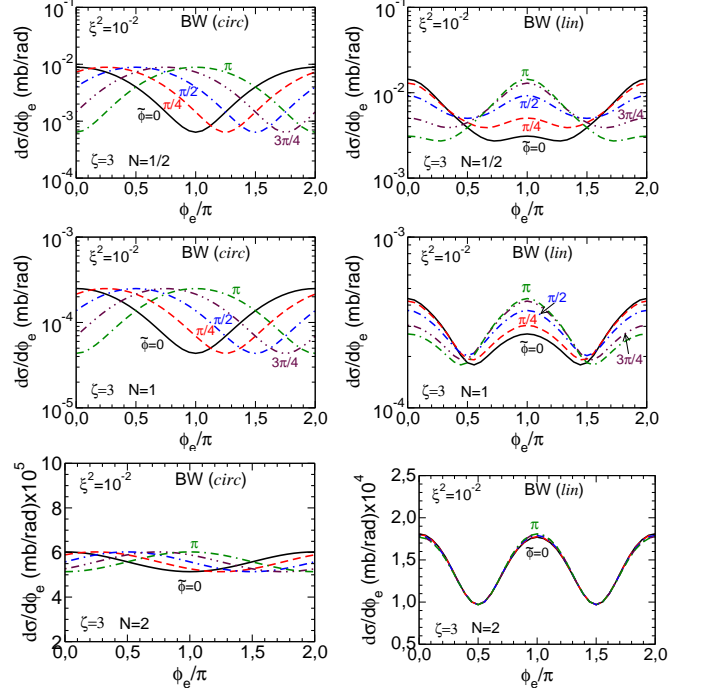 ξ²=10⁻² BW (circ)
dσ/dϕₑ (mb/rad)
10⁻¹
10⁻²
10⁻³
10⁻⁴
π
π/2
π/4
ϕ̃=0
3π/4
ζ=3 N=1/2
0,0 0,5 1,0 1,5 2,0
ϕₑ/π
ξ²=10⁻² BW (lin)
dσ/dϕₑ (mb/rad)
10⁻¹
10⁻²
10⁻³
π
π/2
3π/4
π/4
ϕ̃=0
ζ=3 N=1/2
0,0 0,5 1,0 1,5 2,0
ϕₑ/π
ξ²=10⁻² BW (circ)
dσ/dϕₑ (mb/rad)
10⁻³
10⁻⁴
10⁻⁵
π
π/4 π/2
ϕ̃=0
3π/4
ζ=3 N=1
0,0 0,5 1,0 1,5 2,0
ϕₑ/π
ξ²=10⁻² BW (lin)
dσ/dϕₑ (mb/rad)
10⁻³
10⁻⁴
π
π/2
π/4
ϕ̃=0
3π/4
ζ=3 N=1
0,0 0,5 1,0 1,5 2,0
ϕₑ/π
ξ²=10⁻² BW (circ)
dσ/dϕₑ (mb/rad)x10⁵
10
8
6
4
2
π
ϕ̃=0
ζ=3 N=2
0,0 0,5 1,0 1,5 2,0
ϕₑ/π
ξ²=10⁻² BW (lin)
dσ/dϕₑ (mb/rad)x10⁴
2,5
2,0
1,5
1,0
0,5
π
ϕ̃=0
ζ=3 N=2
0,0 0,5 1,0 1,5 2,0
ϕₑ/π